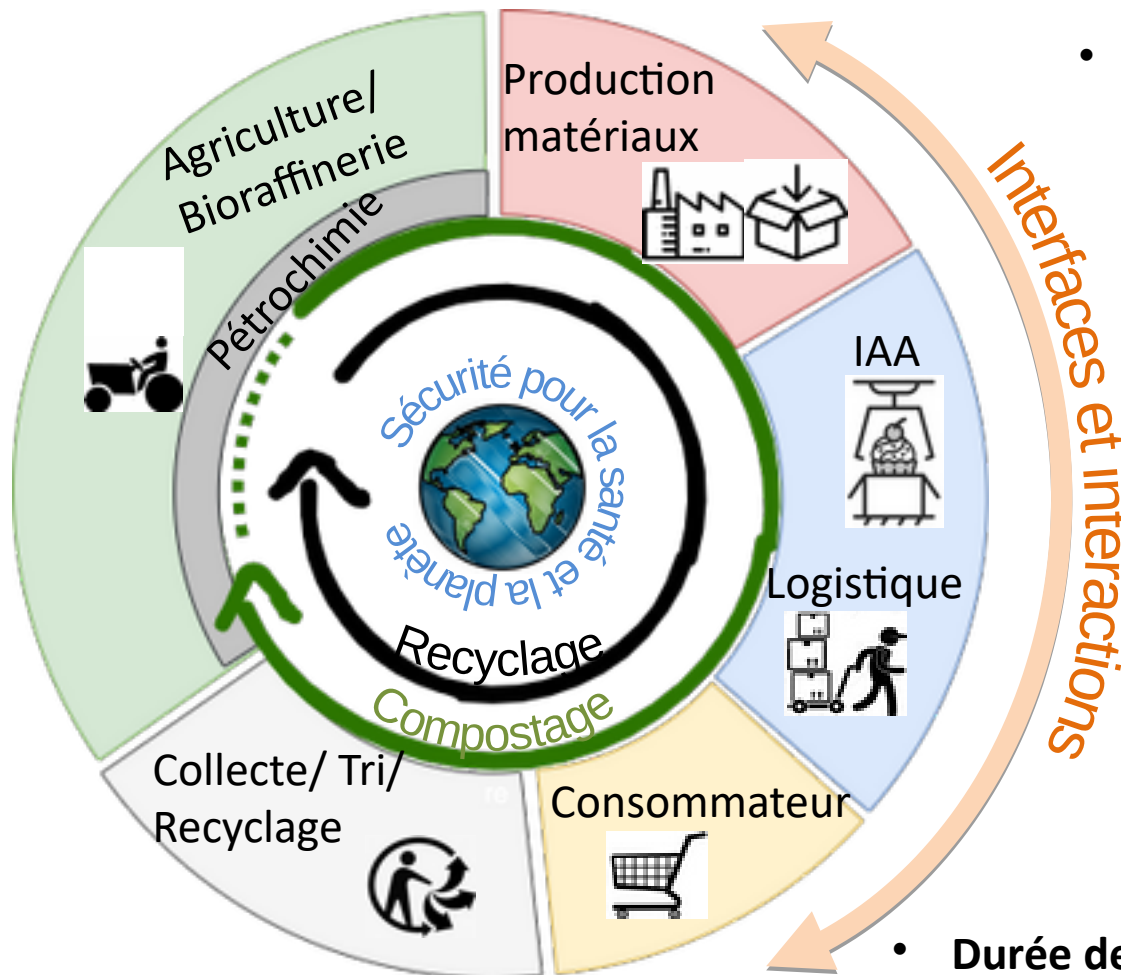 Agriculture/
Bioraffinerie
Pétrochimie
Production
matériaux
IAA
Logistique
Consommateur
Collecte/ Tri/
Recyclage
Sécurité pour la santé et la planète
Recyclage
Compostage
Interfaces et interactions
• 
• Durée de